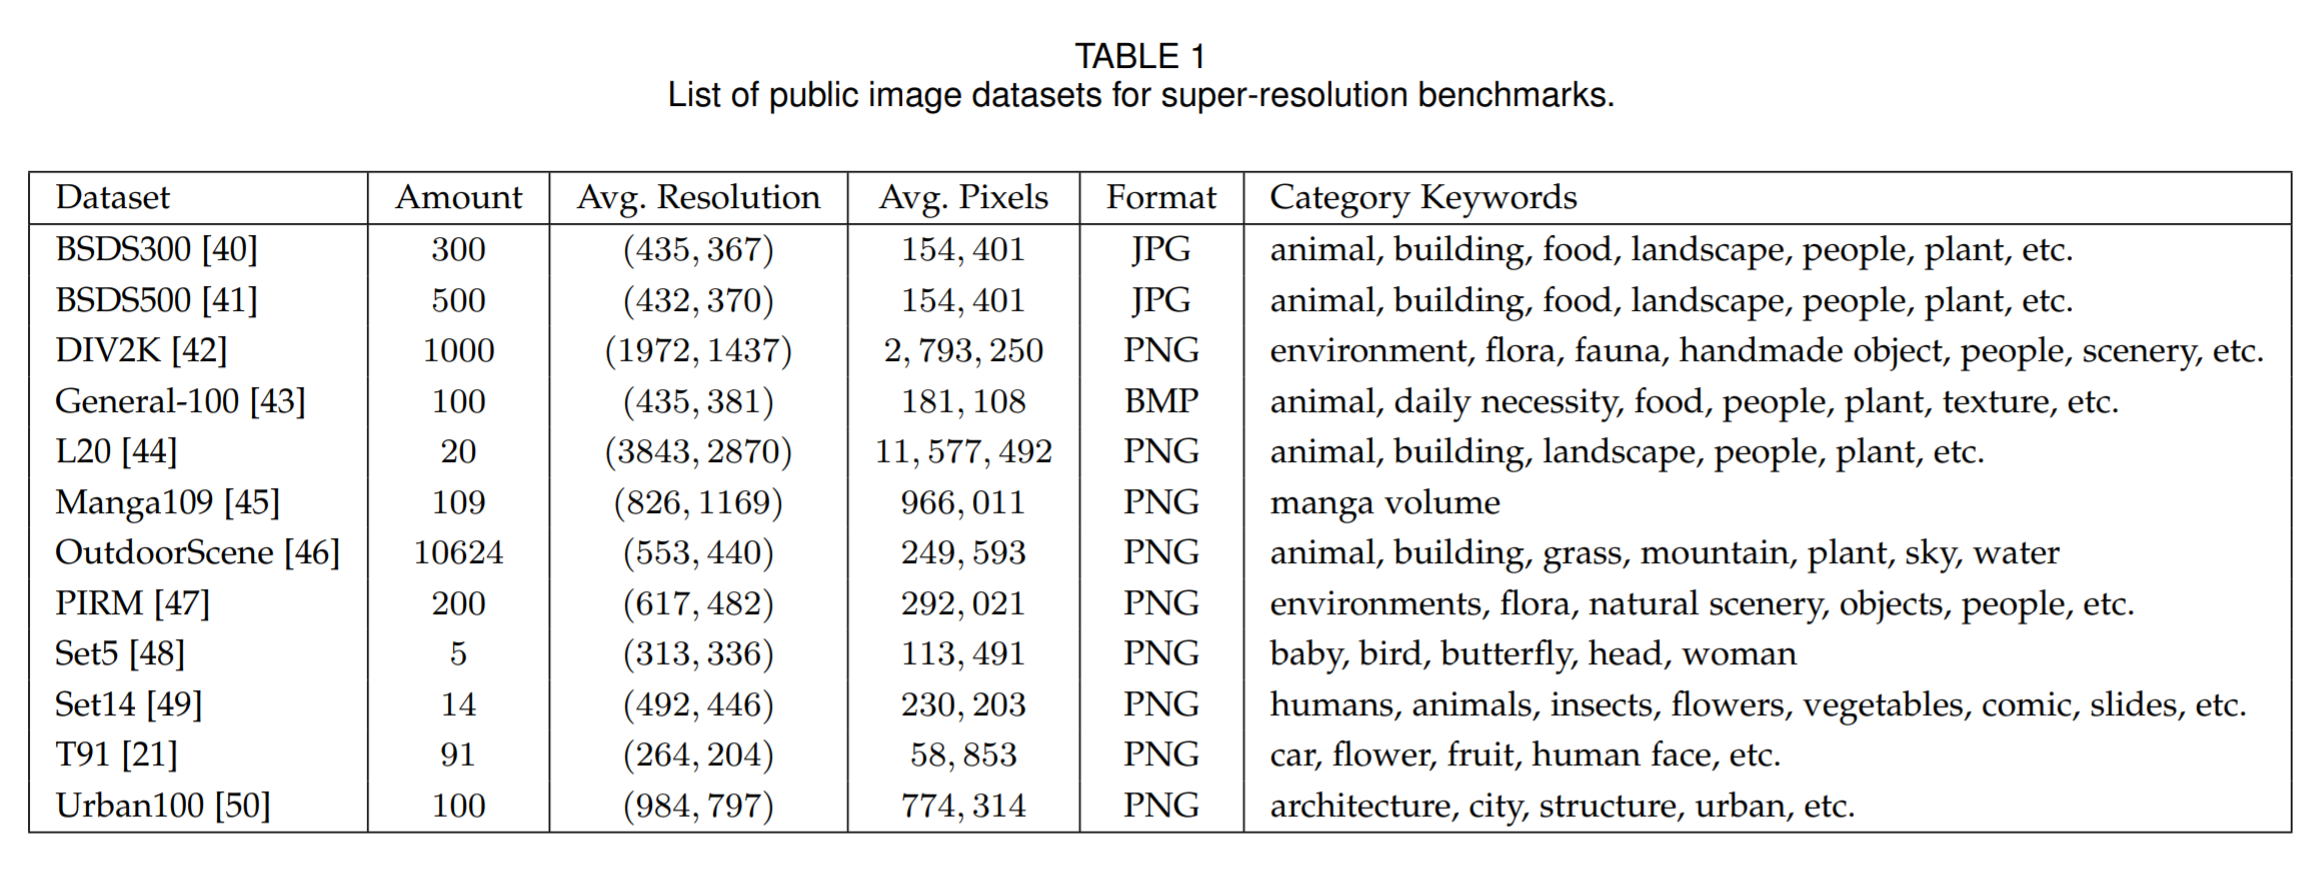 TABLE 1
List of public image datasets for super-resolution benchmarks.
Dataset Amount Avg. Resolution Avg. Pixels Format Category Keywords
BSDS300 [40] 300 (435, 367) 154, 401 JPG animal, building, food, landscape, people, plant, etc.
BSDS500 [41] 500 (432, 370) 154, 401 JPG animal, building, food, landscape, people, plant, etc.
DIV2K [42] 1000 (1972, 1437) 2, 793, 250 PNG environment, flora, fauna, handmade object, people, scenery, etc.
General-100 [43] 100 (435, 381) 181, 108 BMP animal, daily necessity, food, people, plant, texture, etc.
L20 [44] 20 (3843, 2870) 11, 577, 492 PNG animal, building, landscape, people, plant, etc.
Manga109 [45] 109 (826, 1169) 966, 011 PNG manga volume
OutdoorScene [46] 10624 (553, 440) 249, 593 PNG animal, building, grass, mountain, plant, sky, water
PIRM [47] 200 (617, 482) 292, 021 PNG environments, flora, natural scenery, objects, people, etc.
Set5 [48] 5 (313, 336) 113, 491 PNG baby, bird, butterfly, head, woman
Set14 [49] 14 (492, 446) 230, 203 PNG humans, animals, insects, flowers, vegetables, comic, slides, etc.
T91 [21] 91 (264, 204) 58, 853 PNG car, flower, fruit, human face, etc.
Urban100 [50] 100 (984, 797) 774, 314 PNG architecture, city, structure, urban, etc.